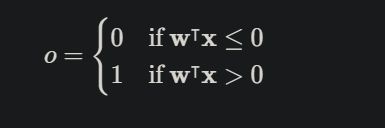 o = { 0 if wᵀx ≤ 0
1 if wᵀx > 0